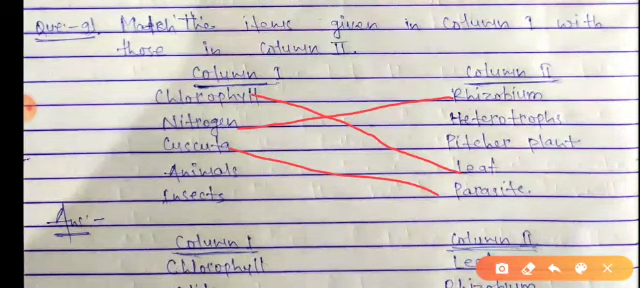 Que:-9) Match the items given in Column I with
those in Column II.
Column I Column II
Chlorophyll Rhizobium
Nitrogen Heterotrophs
Cuscuta Pitcher plant
Animals Leaf
Insects Parasite.
Ans:-
Column I Column II
Chlorophyll
Rhizobium